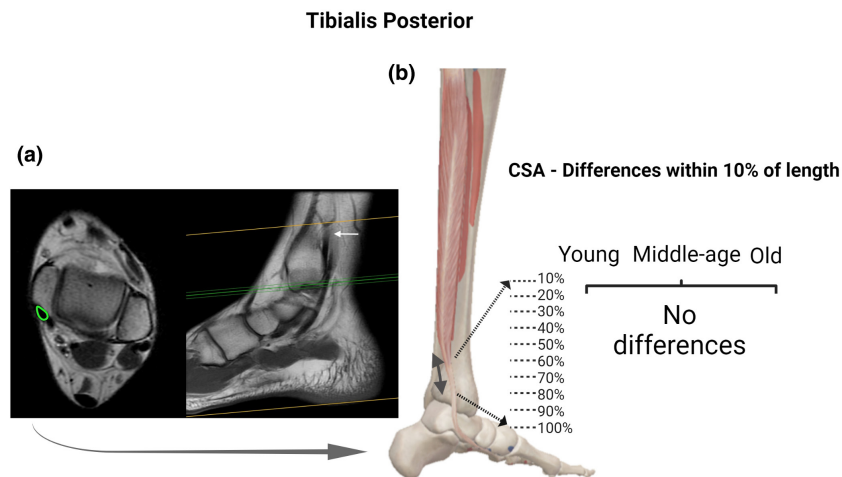 Tibialis Posterior
(a)
(b)
CSA - Differences within 10% of length
Young Middle-age Old
No
differences
10%
20%
30%
40%
50%
60%
70%
80%
90%
100%